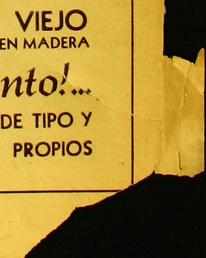 VIEJO
EN MADERA
nto!...
DE TIPO Y
PROPIOS